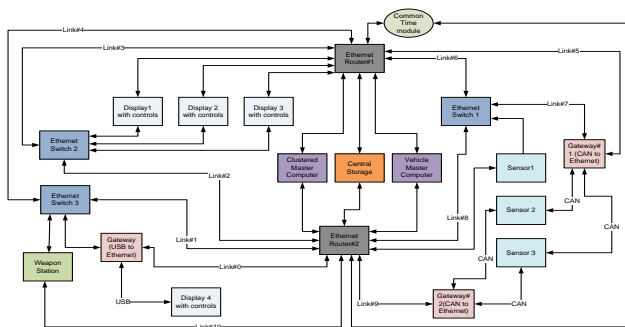 Common
Time
module
Link#4
Link#3
Link#5
Link#6
Ethernet
Router#1
Link#7
Display1
with controls
Display 2
with controls
Display 3
with controls
Ethernet
Switch 1
Ethernet
Switch 2
Gateway#
1 (CAN to
Ethernet)
Clustered
Master
Computer
Central
Storage
Vehicle
Master
Computer
Sensor1
Link#2
CAN
Ethernet
Switch 3
Sensor 2
Link#8
CAN
Link#1
Ethernet
Router#2
Weapon
Station
Gateway
(USB to
Ethernet)
Sensor 3
CAN
Link#0
USB
Display 4
with controls
Link#9
Gateway#
2(CAN to
Ethernet)
CAN
Link#10